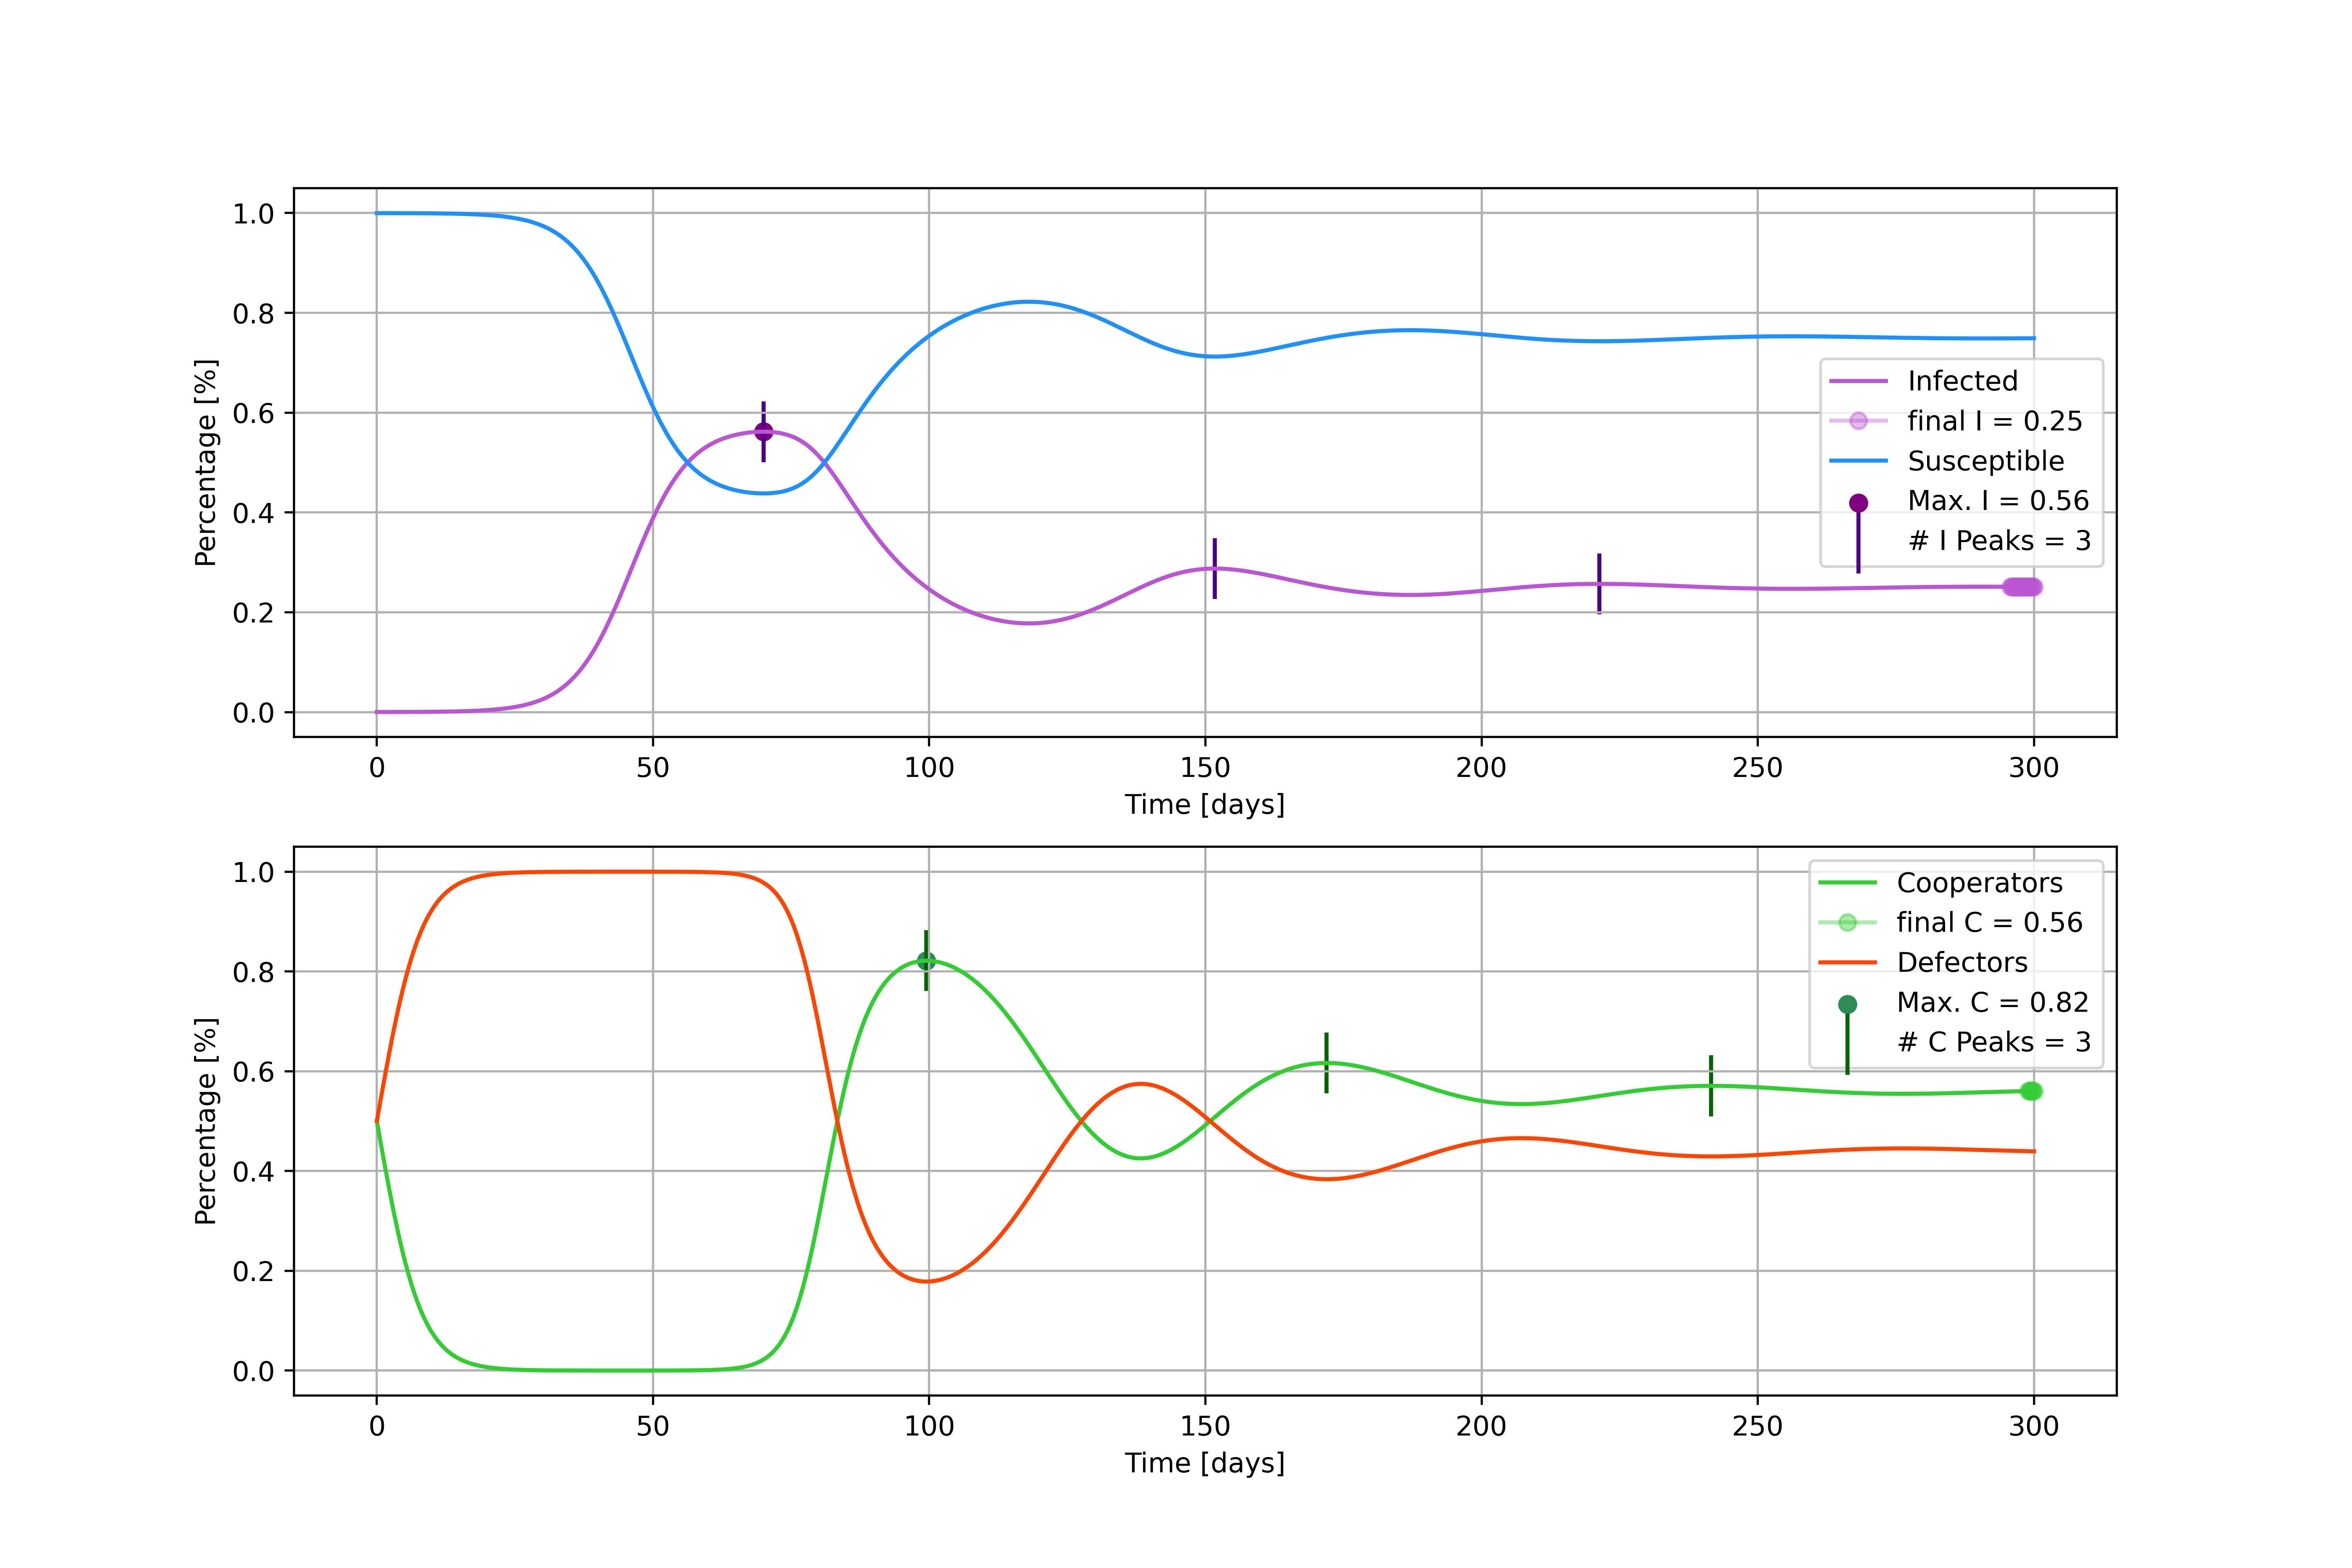 1.0
0.8
0.6
0.4
0.2
0.0
Percentage [%]
0 50 100 150 200 250 300
Time [days]
Infected
final I = 0.25
Susceptible
Max. I = 0.56
# I Peaks = 3
1.0
0.8
0.6
0.4
0.2
0.0
Percentage [%]
0 50 100 150 200 250 300
Time [days]
Cooperators
final C = 0.56
Defectors
Max. C = 0.82
# C Peaks = 3